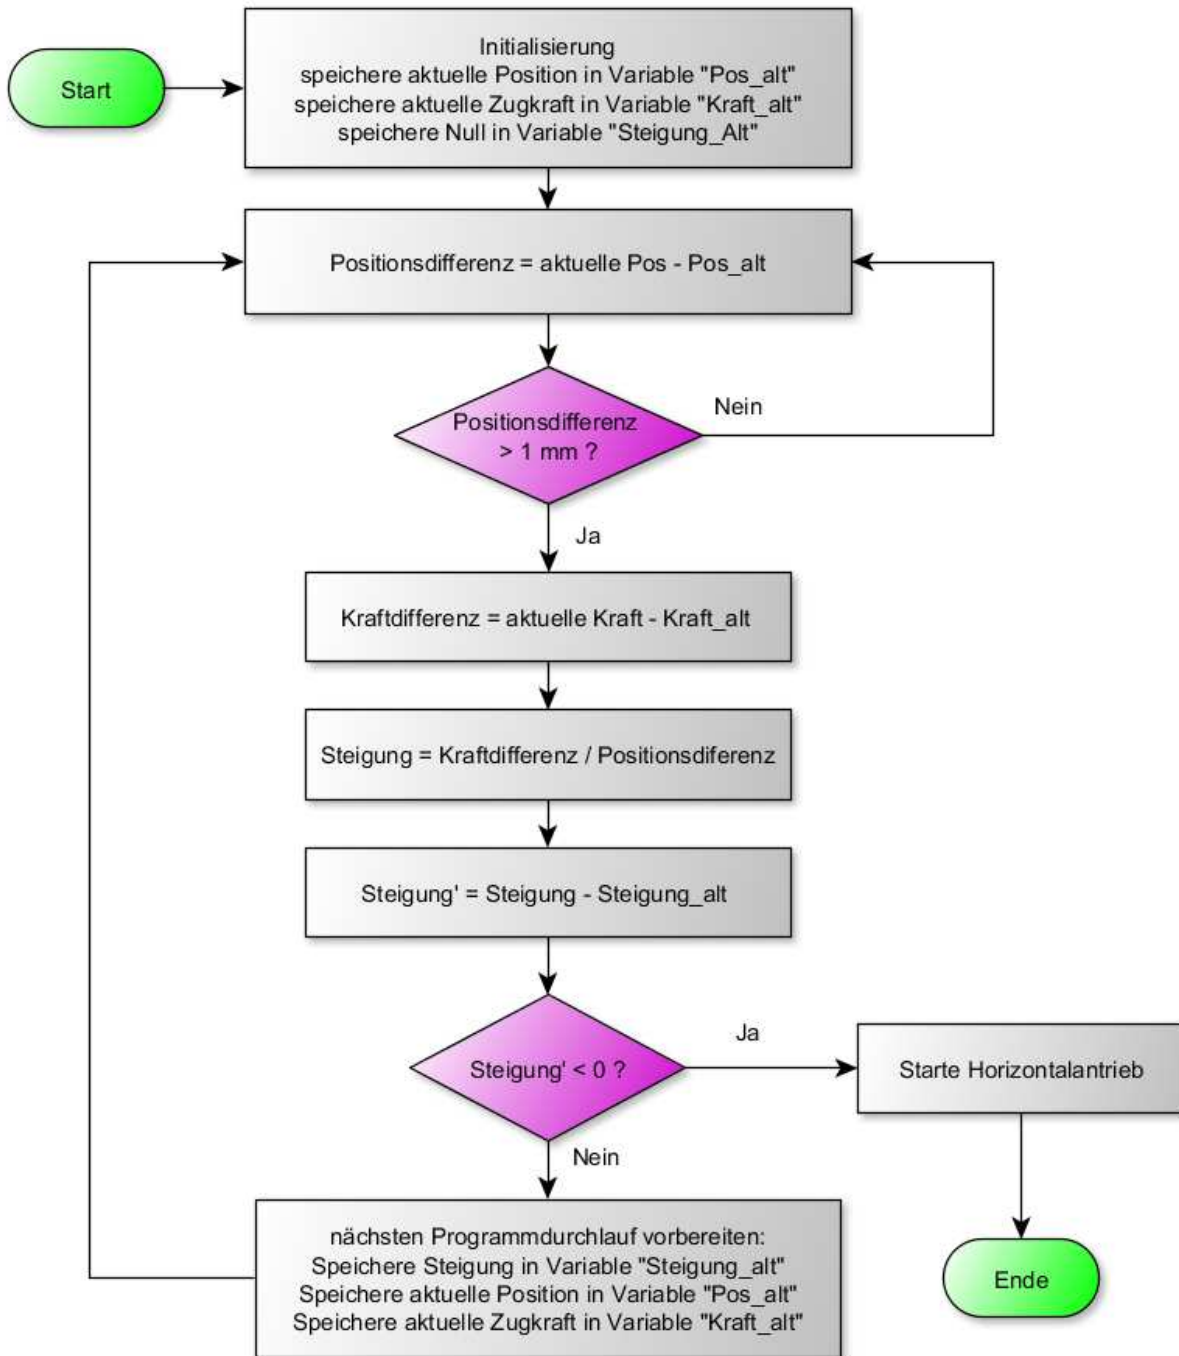 Start
Initialisierung
speichere aktuelle Position in Variable "Pos_alt"
speichere aktuelle Zugkraft in Variable "Kraft_alt"
speichere Null in Variable "Steigung_Alt"
Positionsdifferenz = aktuelle Pos - Pos_alt
Positionsdifferenz
> 1 mm ?
Nein
Ja
Kraftdifferenz = aktuelle Kraft - Kraft_alt
Steigung = Kraftdifferenz / Positionsdiferenz
Steigung' = Steigung - Steigung_alt
Steigung' < 0 ?
Ja
Starte Horizontalantrieb
Nein
nächsten Programmdurchlauf vorbereiten:
Speichere Steigung in Variable "Steigung_alt"
Speichere aktuelle Position in Variable "Pos_alt"
Speichere aktuelle Zugkraft in Variable "Kraft_alt"
Ende